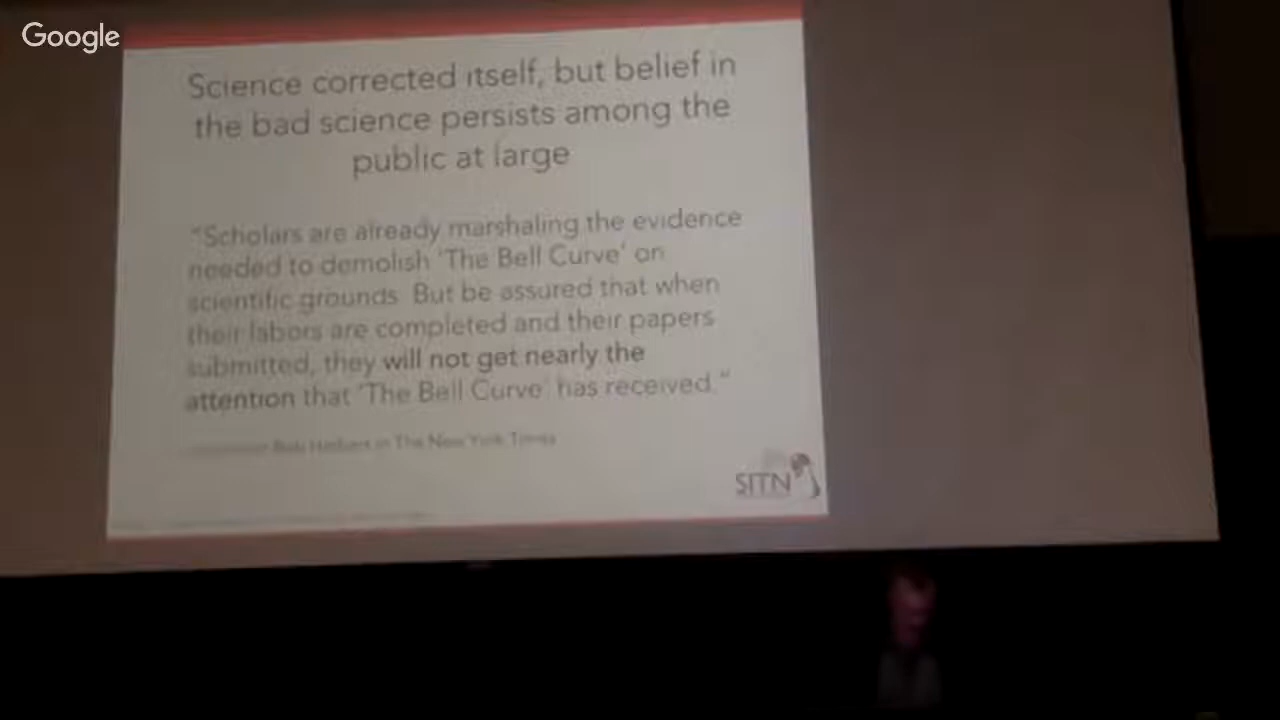 Google
Science corrected itself, but belief in
the bad science persists among the
public at large
"Scholars are already marshaling the evidence
needed to demolish 'The Bell Curve' on
scientific grounds. But be assured that when
their labors are completed and their papers
submitted, they will not get nearly the
attention that 'The Bell Curve' has received."
Bob Herbert in The New York Times
SITN